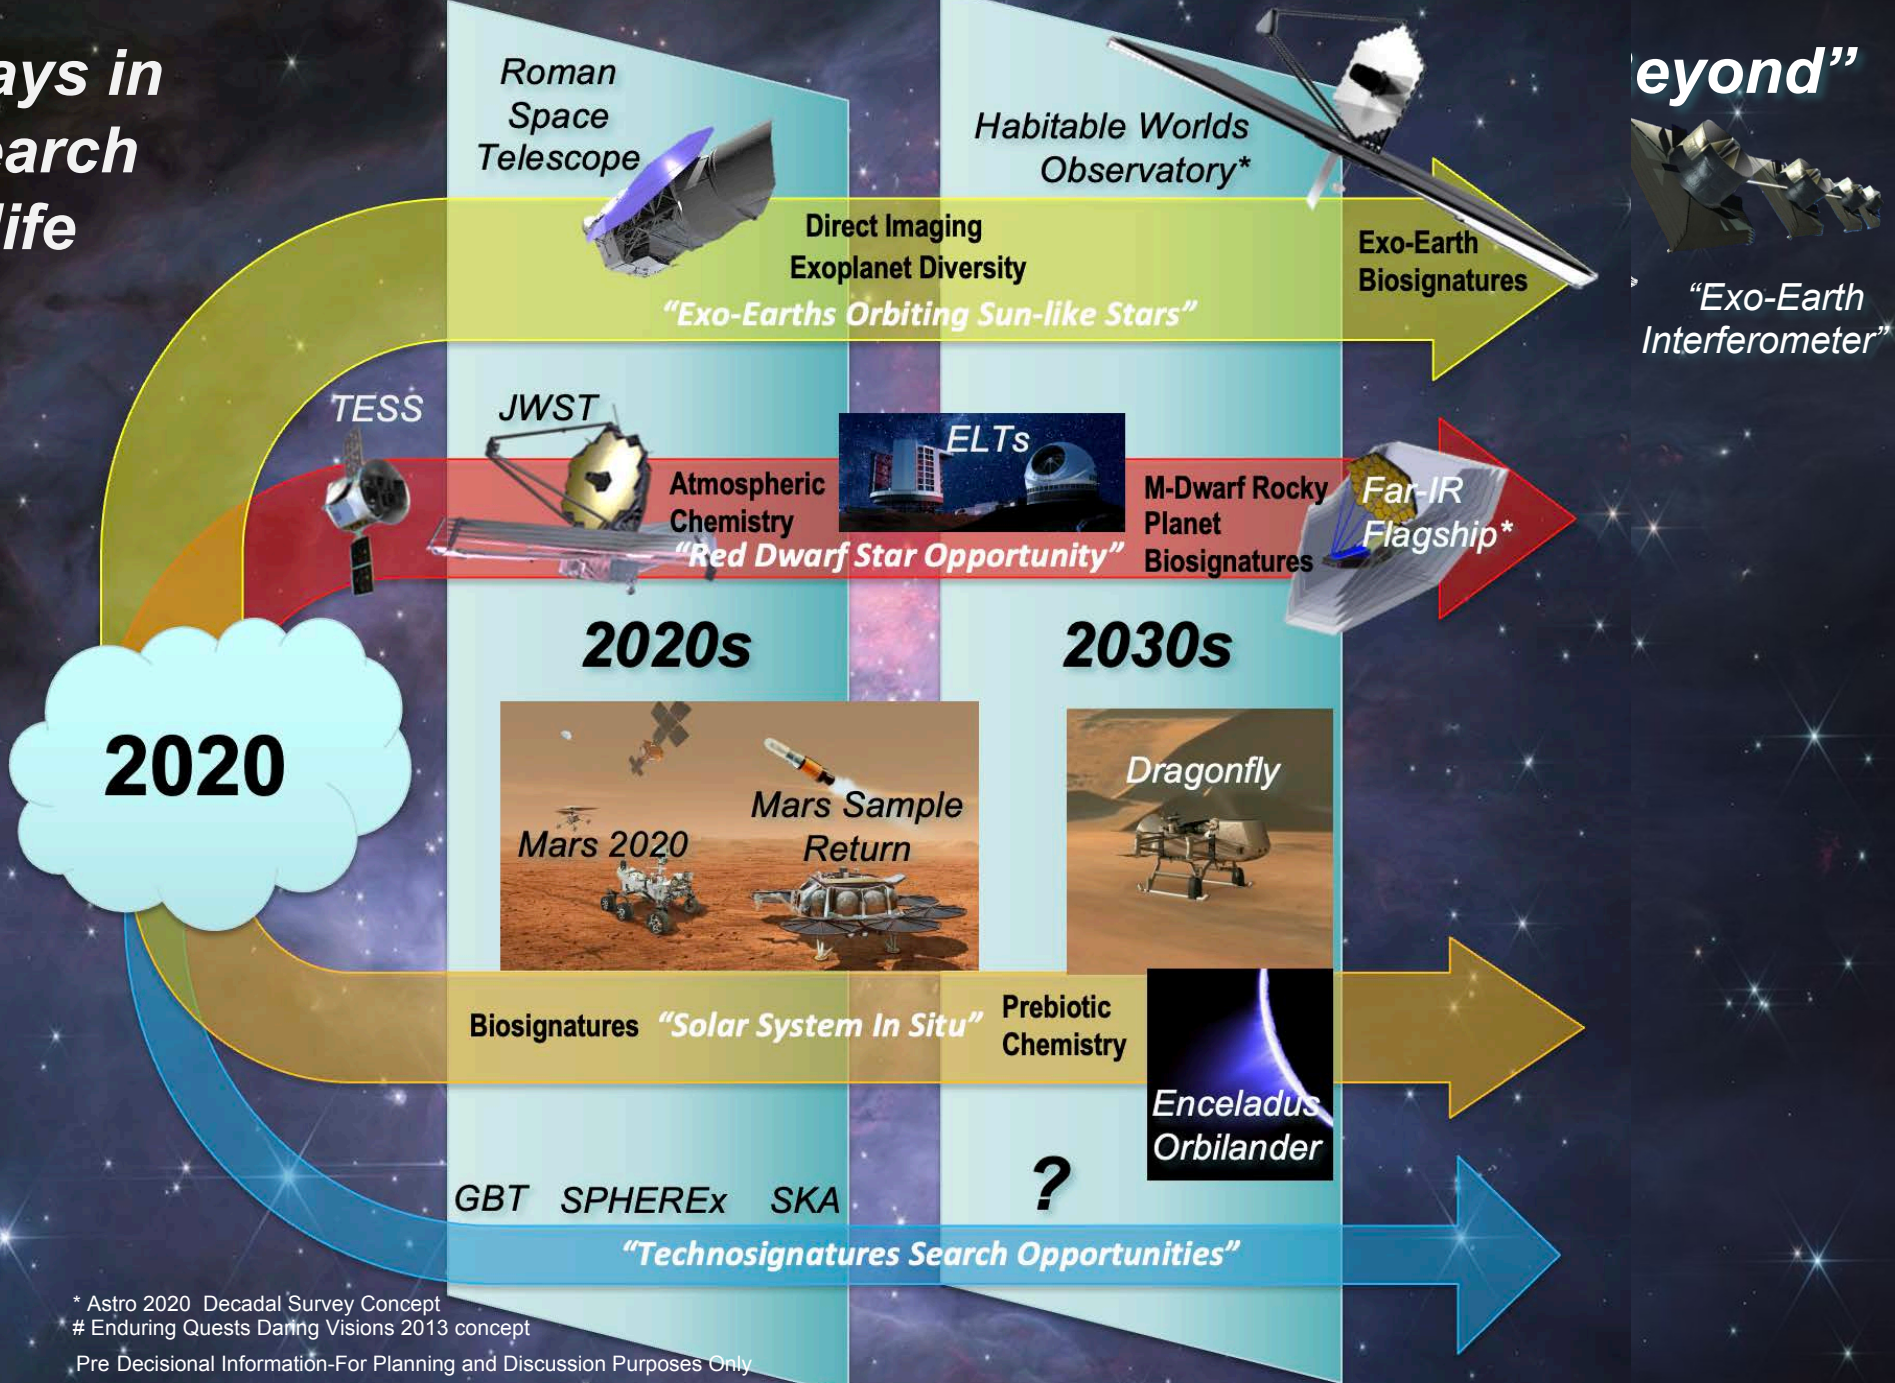 ays in
earch
life
eyond”
Roman
Space
Telescope
Habitable Worlds
Observatory*
Direct Imaging
Exoplanet Diversity
Exo-Earth
Biosignatures
“Exo-Earths Orbiting Sun-like Stars”
“Exo-Earth
Interferometer”
TESS
JWST
Atmospheric
Chemistry
ELTs
M-Dwarf Rocky
Planet
Biosignatures
Far-IR
Flagship*
“Red Dwarf Star Opportunity”
2020s
2030s
2020
Mars 2020
Mars Sample
Return
Dragonfly
Biosignatures
“Solar System In Situ”
Prebiotic
Chemistry
Enceladus
Orbilander
GBT
SPHEREx
SKA
?
“Technosignatures Search Opportunities”
* Astro 2020 Decadal Survey Concept
# Enduring Quests Daring Visions 2013 concept
Pre Decisional Information-For Planning and Discussion Purposes Only